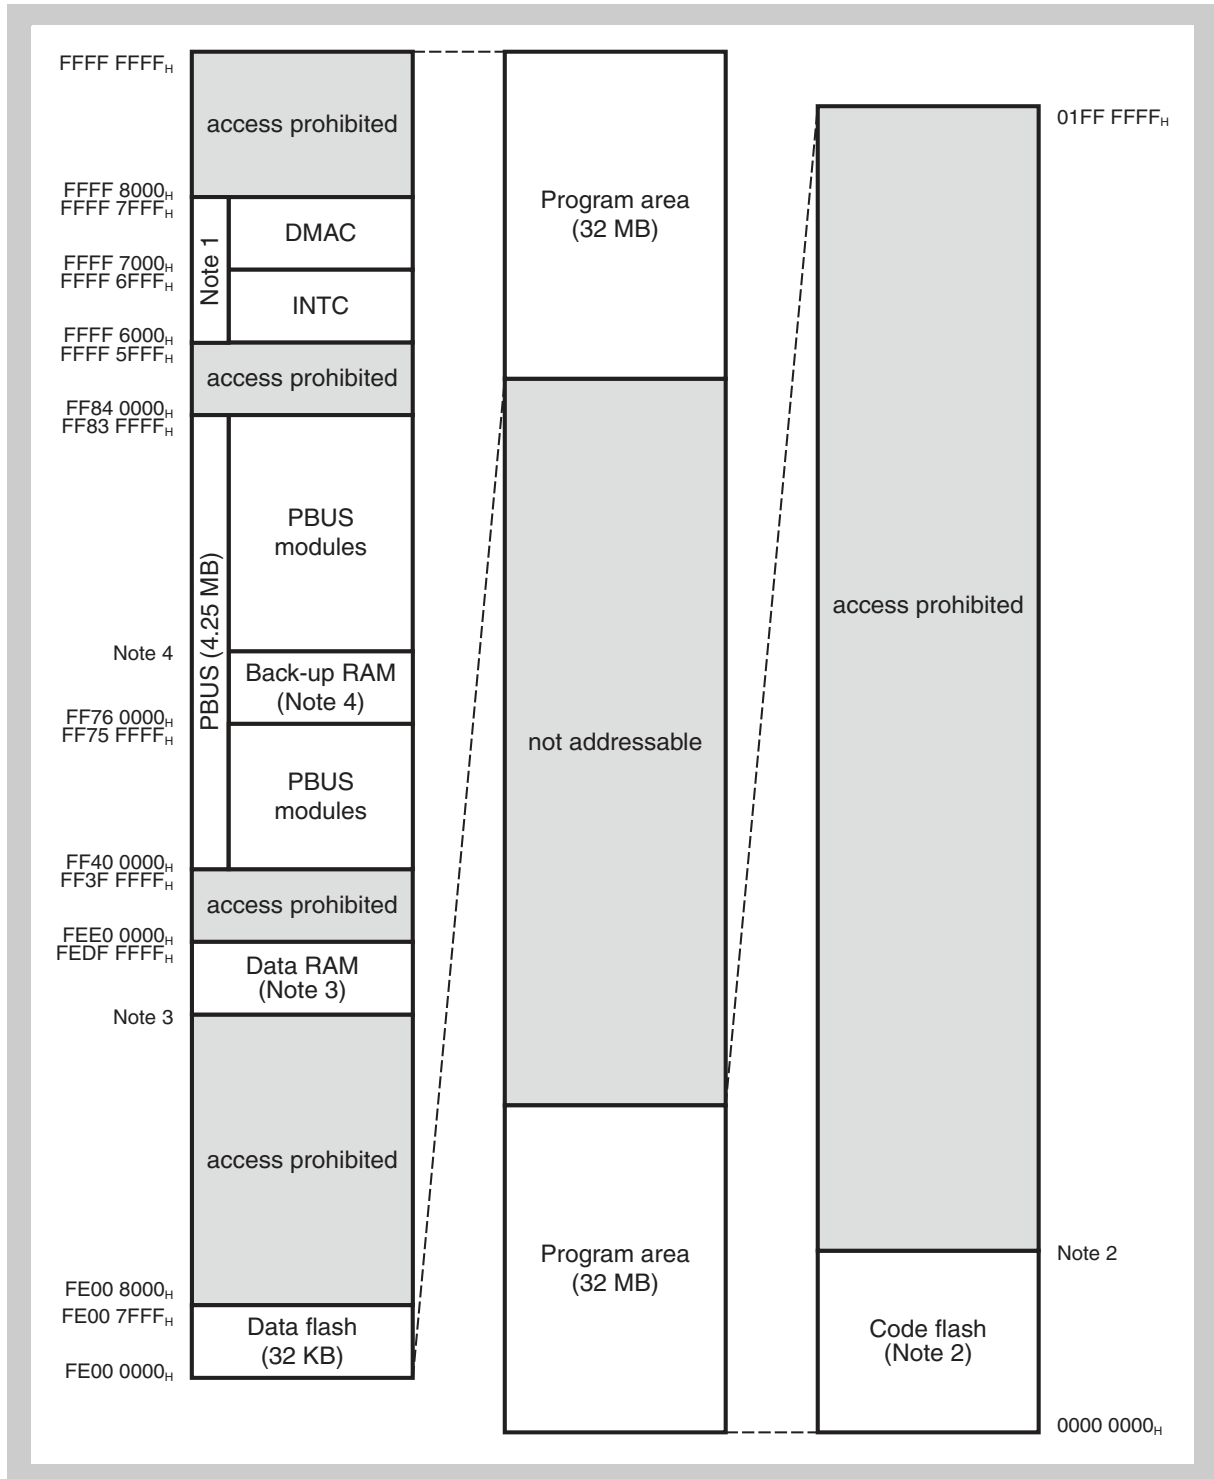 FFFF FFFFH
access prohibited
FFFF 8000H
FFFF 7FFFH
Note 1
DMAC
FFFF 7000H
FFFF 6FFFH
INTC
FFFF 6000H
FFFF 5FFFH
access prohibited
FF84 0000H
FF83 FFFFH
PBUS (4.25 MB)
PBUS
modules
Note 4
Back-up RAM
(Note 4)
FF76 0000H
FF75 FFFFH
PBUS
modules
FF40 0000H
FF3F FFFFH
access prohibited
FEE0 0000H
FEDF FFFFH
Data RAM
(Note 3)
Note 3
access prohibited
FE00 8000H
FE00 7FFFH
Data flash
(32 KB)
FE00 0000H
Program area
(32 MB)
not addressable
Program area
(32 MB)
01FF FFFFH
access prohibited
Note 2
Code flash
(Note 2)
0000 0000H